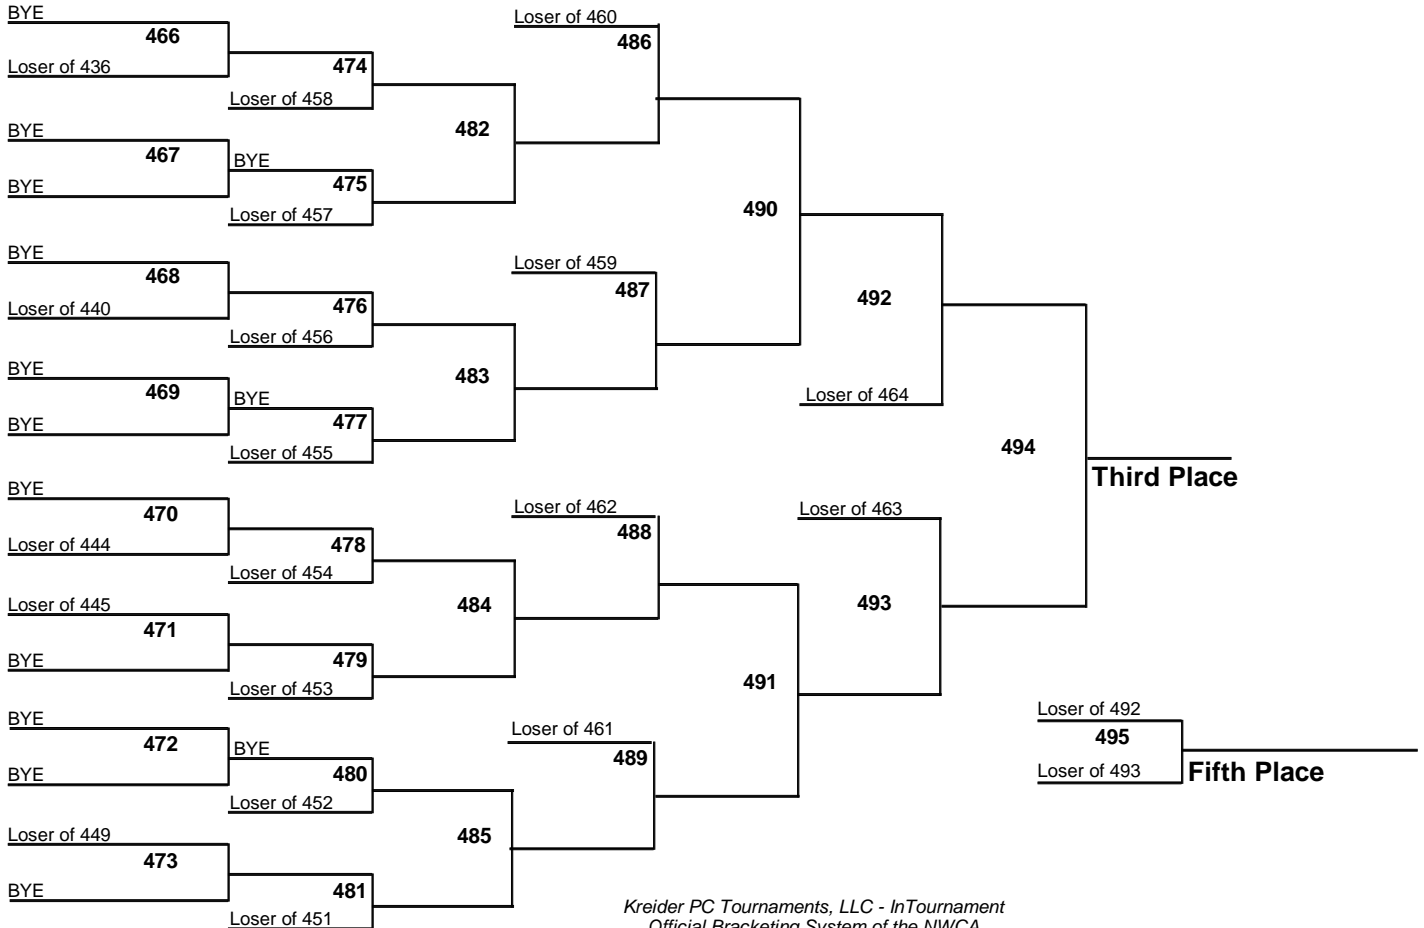 BYE
466
Loser of 436
474
Loser of 458
482
BYE
467
BYE
BYE
475
Loser of 457
Loser of 460
486
490
BYE
468
Loser of 440
476
Loser of 456
483
BYE
469
BYE
BYE
477
Loser of 455
Loser of 459
487
492
Loser of 464
494
Third Place
BYE
470
Loser of 444
478
Loser of 454
484
Loser of 445
471
BYE
479
Loser of 453
Loser of 462
488
491
Loser of 463
493
BYE
472
BYE
BYE
480
Loser of 452
485
Loser of 449
473
BYE
481
Loser of 451
Loser of 461
489
Loser of 492
495
Loser of 493
Fifth Place
Kreider PC Tournaments, LLC - InTournament
Official Bracketing System of the NWCA